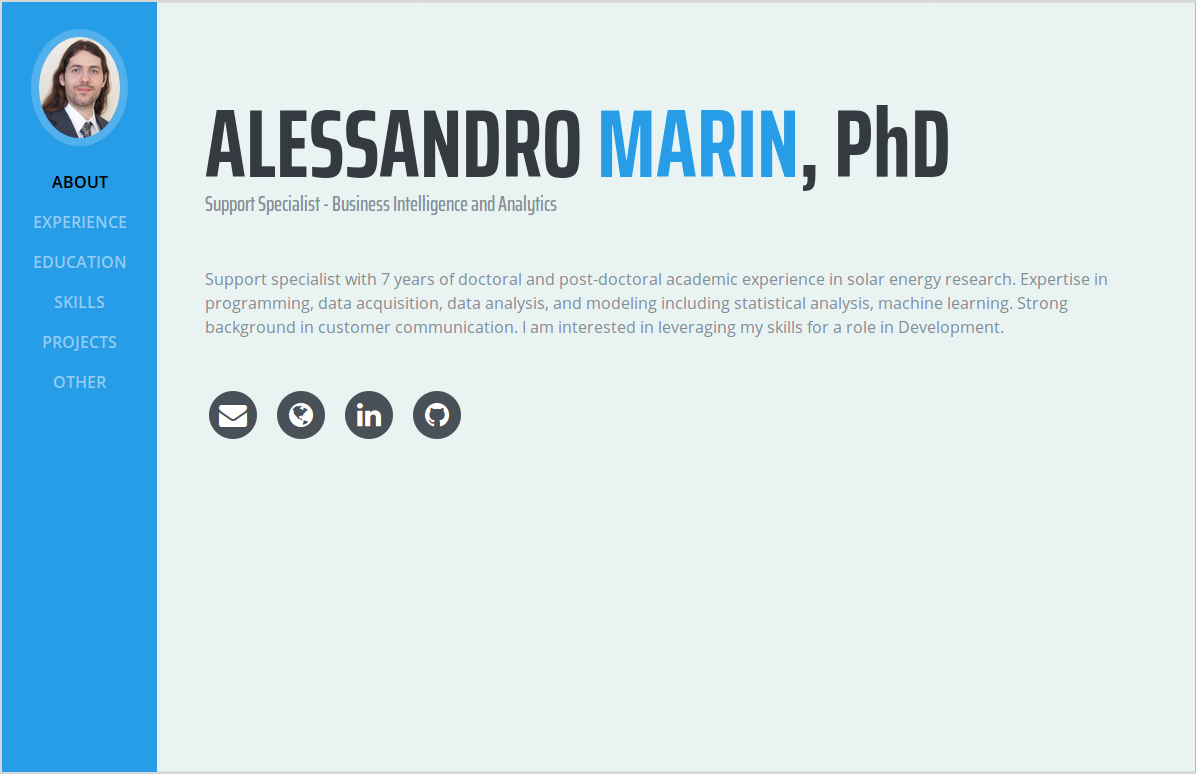 ABOUT
EXPERIENCE
EDUCATION
SKILLS
PROJECTS
OTHER
ALESSANDRO MARIN, PhD
Support Specialist - Business Intelligence and Analytics
Support specialist with 7 years of doctoral and post-doctoral academic experience in solar energy research. Expertise in
programming, data acquisition, data analysis, and modeling including statistical analysis, machine learning. Strong
background in customer communication. I am interested in leveraging my skills for a role in Development.
in